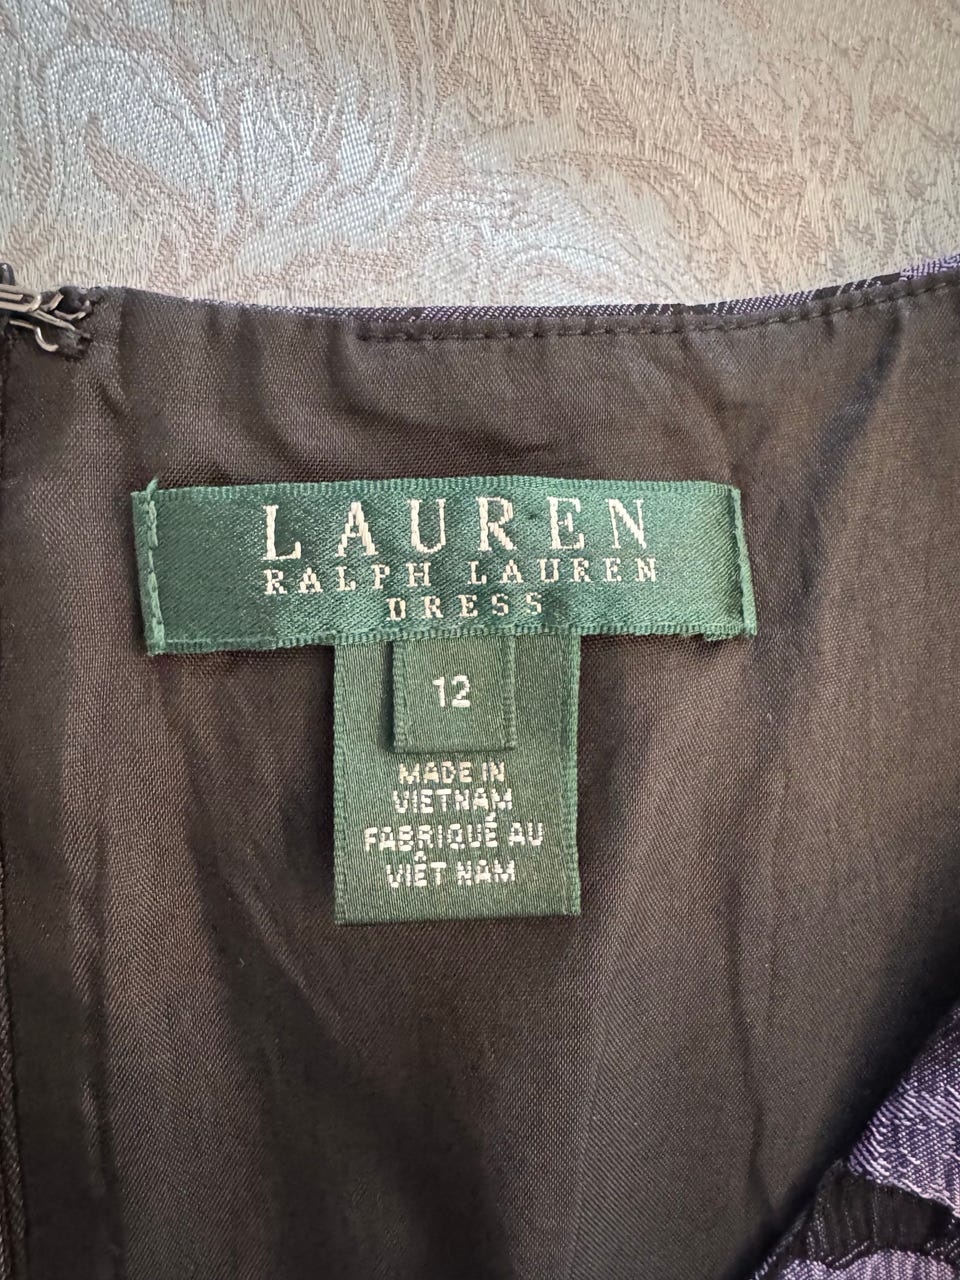 LAUREN
RALPH LAUREN
DRESS
12
MADE IN
VIETNAM
FABRIQUÉ AU
VIÊT NAM